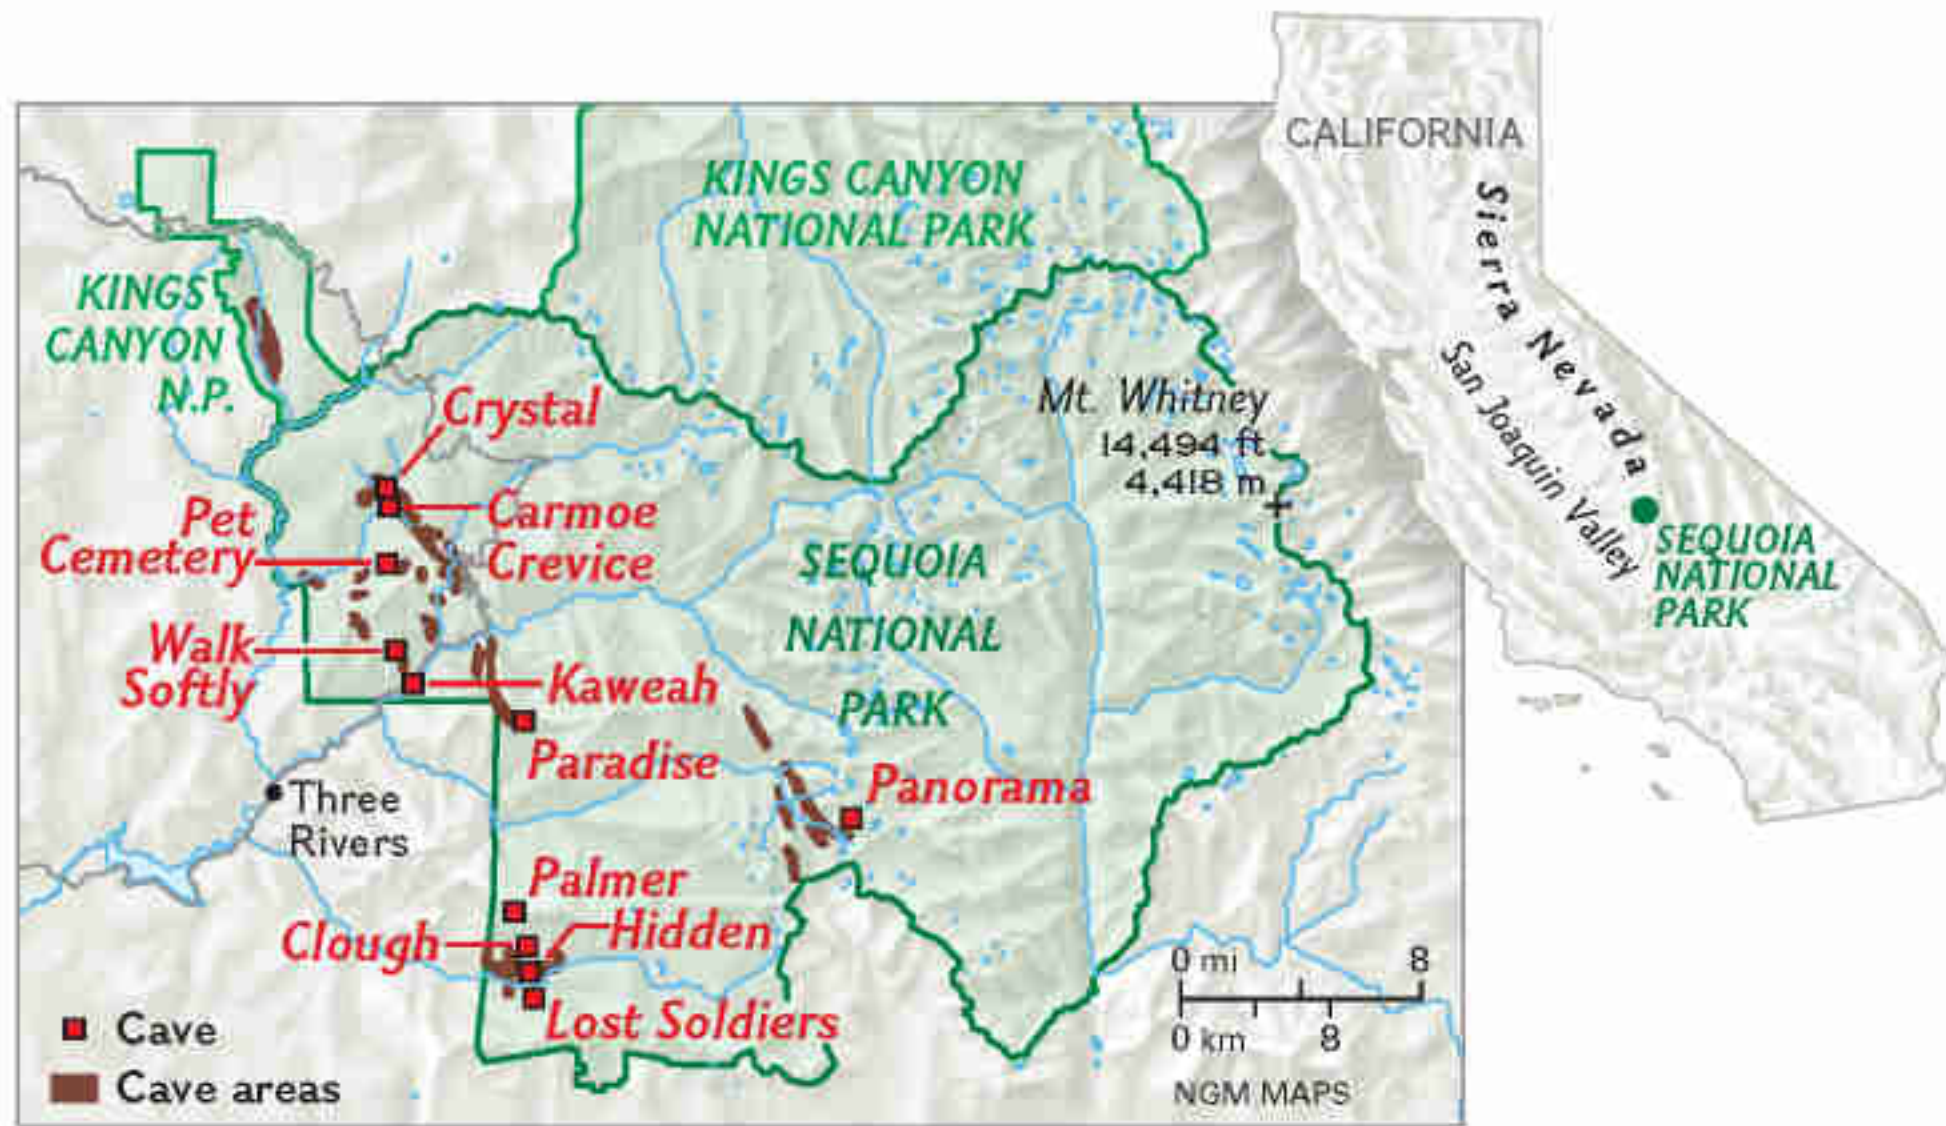 CALIFORNIA
Sierra Nevada
San Joaquin Valley
SEQUOIA
NATIONAL
PARK
KINGS CANYON
NATIONAL PARK
KINGS
CANYON
N.P.
Crystal
Mt. Whitney
14,494 ft
4,418 m
Pet
Cemetery
Carmoe
Crevice
SEQUOIA
NATIONAL
PARK
Walk
Softly
Kaweah
Paradise
Panorama
Three
Rivers
Palmer
Clough
Hidden
Lost Soldiers
0 mi 8
0 km 8
NGM MAPS
Cave
Cave areas